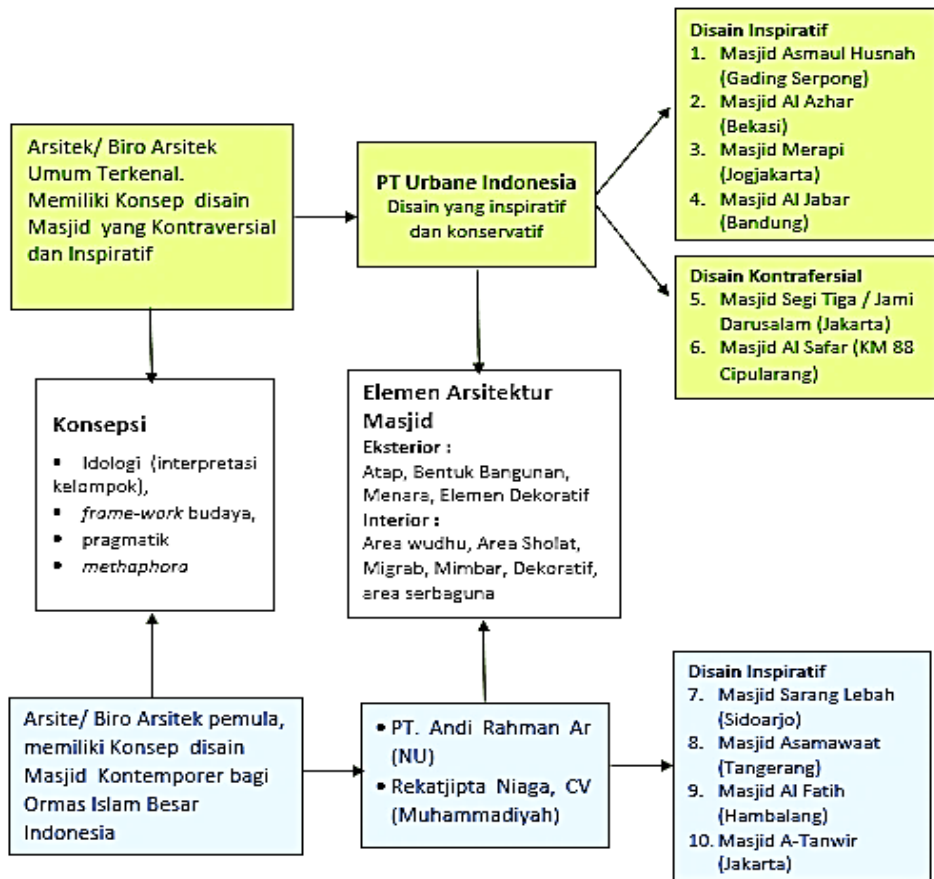 Arsitek/ Biro Arsitek
Umum Terkenal.
Memiliki Konsep disain
Masjid yang Kontraversial
dan Inspiratif
PT Urbane Indonesia
Disain yang inspiratif
dan konservatif
Disain Inspiratif
1. Masjid Asmaul Husnah
(Gading Serpong)
2. Masjid Al Azhar
(Bekasi)
3. Masjid Merapi
(Jogjakarta)
4. Masjid Al Jabar
(Bandung)
Disain Kontrafersial
5. Masjid Segi Tiga / Jami
Darusalam (Jakarta)
6. Masjid Al Safar (KM 88
Cipularang)
Konsepsi
▪ Idologi (interpretasi
kelampok),
▪ frame-work budaya,
• pragmatik
• methaphora
Elemen Arsitektur
Masjid
Eksterior :
Atap, Bentuk Bangunan,
Menara, Elemen Dekoratif
Interior :
Area wudhu, Area Sholat,
Migrab, Mimbar, Dekoratif,
area serbaguna
Arsite/ Biro Arsitek pemula,
memiliki Konsep disain
Masjid Kontemporer bagi
Ormas Islam Besar
Indonesia
• PT. Andi Rahman Ar
(NU)
• Rekatjipta Niaga, CV
(Muhammadiyah)
Disain Inspiratif
7. Masjid Sarang Lebah
(Sidoarjo)
8. Masjid Asamawaat
(Tangerang)
9. Masjid Al Fatih
(Hambalang)
10. Masjid A-Tanwir
(Jakarta)